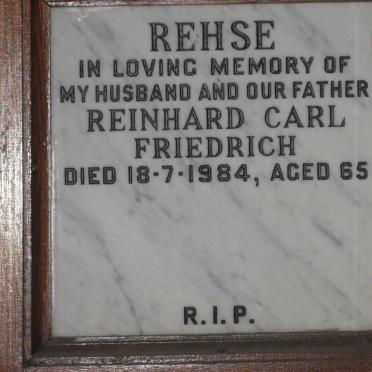 REHSE
IN LOVING MEMORY OF
MY HUSBAND AND OUR FATHER
REINHARD CARL
FRIEDRICH
DIED 18-7-1984, AGED 65
R.I.P.